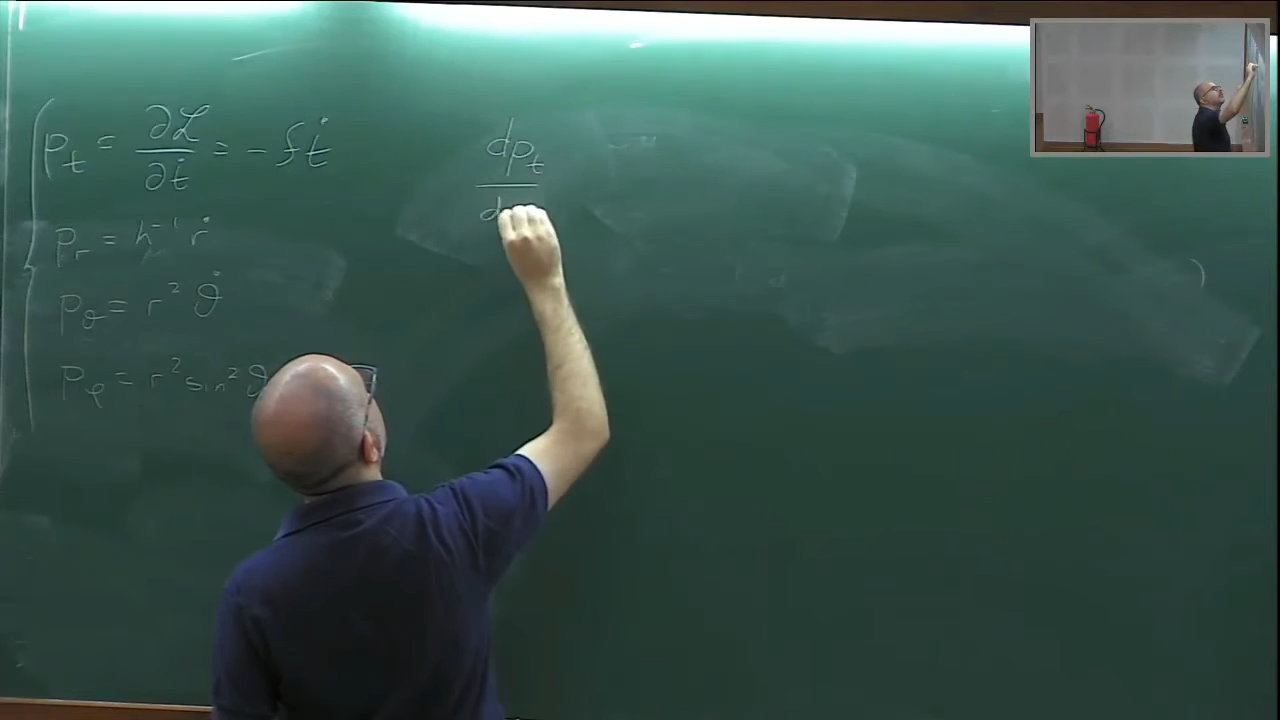 p_t = ∂ℒ/∂ṫ = - f ṫ
p_r = h⁻¹ ṙ
p_ϑ = r² ϑ̇
p_φ = r² sin² ϑ
dp_t / d